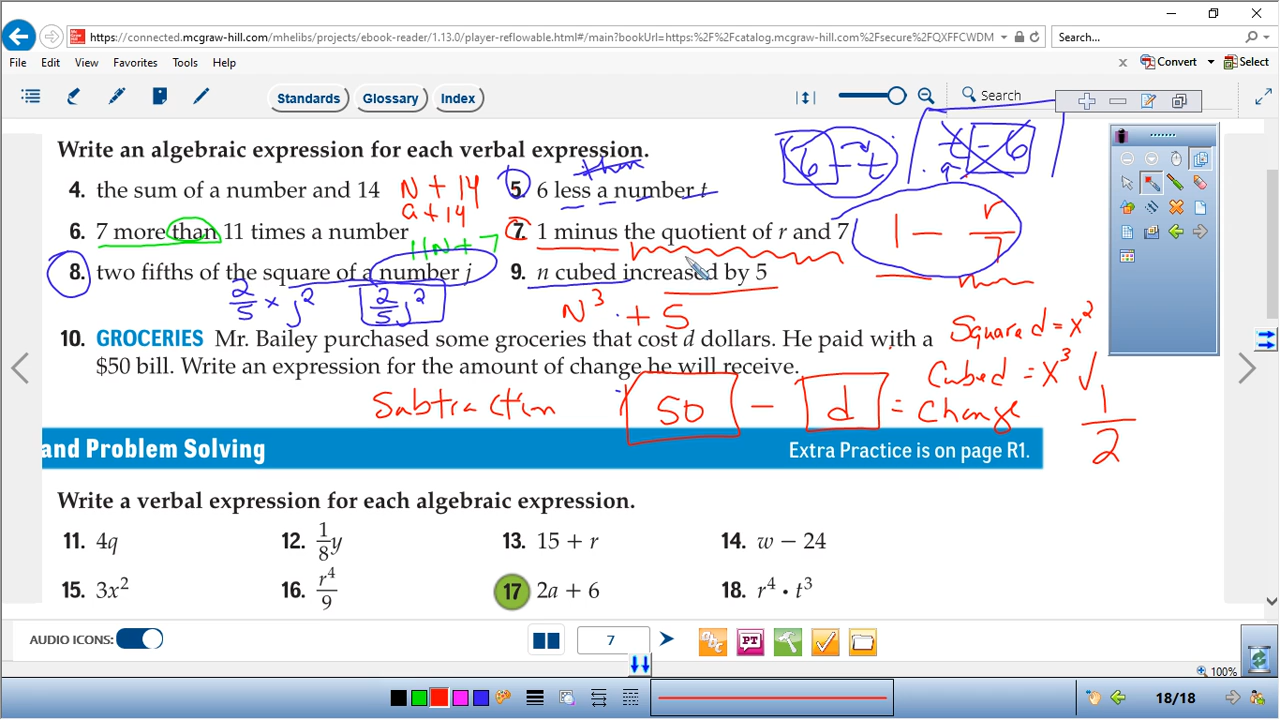 https://connected.mcgraw-hill.com/mhelibs/projects/ebook-reader/1.13.0/player-reflowable.html#/main?bookUrl=https:%2F%2Fcatalog.mcgraw-hill.com%2Fsecure%2FQXFFCWDM
Search...
File Edit View Favorites Tools Help
x Convert Select
Standards Glossary Index Search
Write an algebraic expression for each verbal expression.
6 - t
t - 6
than
4. the sum of a number and 14 N + 14
a + 14
5. 6 less a number t
6. 7 more than 11 times a number
11N + 7
7. 1 minus the quotient of r and 7
1 - r/7
8. two fifths of the square of a number j
2/5 × j² 2/5 j²
9. n cubed increased by 5
N³ + 5
10. GROCERIES Mr. Bailey purchased some groceries that cost d dollars. He paid with a
$50 bill. Write an expression for the amount of change he will receive.
Squared = x²
Cubed = x³ √
Subtraction 50 - d = Change
1/2
and Problem Solving Extra Practice is on page R1.
Write a verbal expression for each algebraic expression.
11. 4q 12. 1/8 y 13. 15 + r 14. w − 24
15. 3x² 16. r⁴/9 17 2a + 6 18. r⁴ • t³
AUDIO ICONS: 7 abc PT
100%
18/18